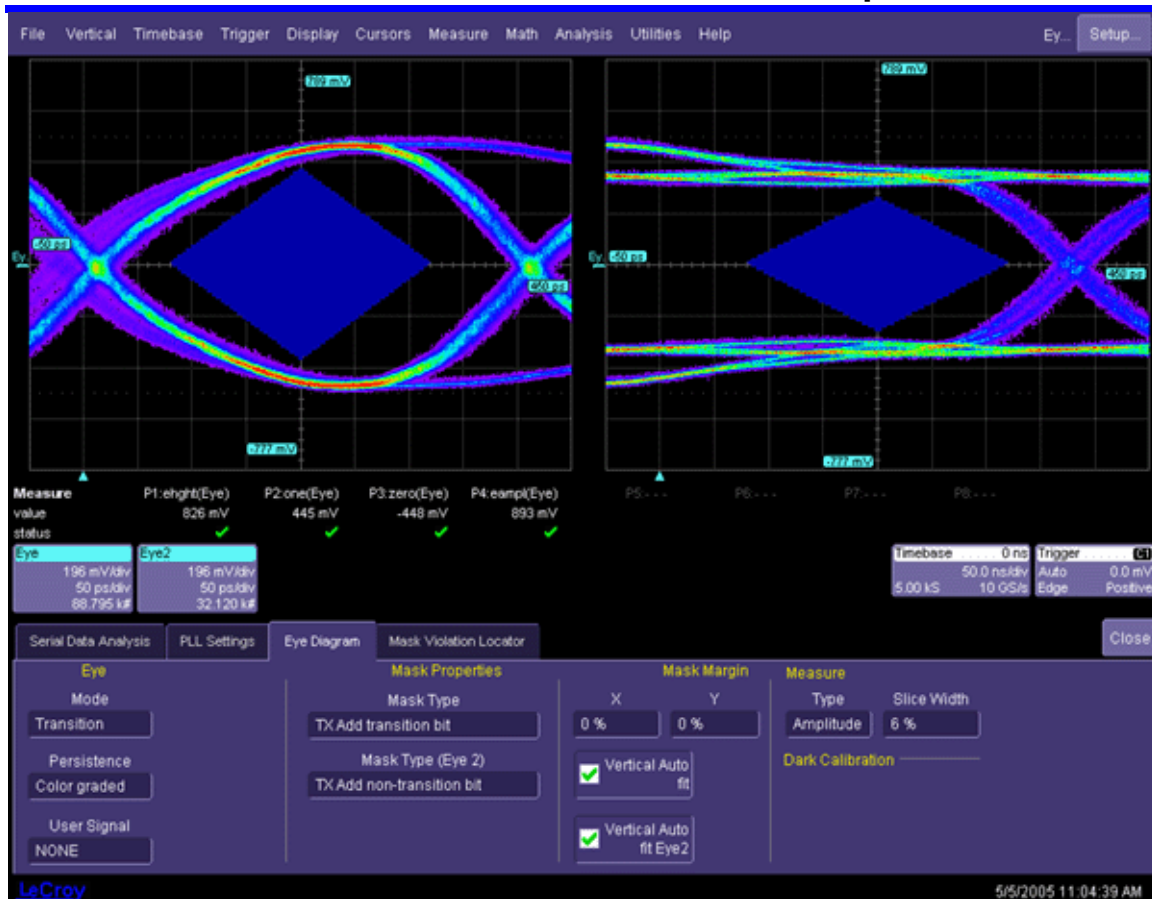 File Vertical Timebase Trigger Display Cursors Measure Math Analysis Utilities Help Ey... Setup...
789 mV 789 mV
-50 ps -50 ps
Ey. Ey.
450 ps 450 ps
-777 mV -777 mV
Measure P1:ehght(Eye) P2:one(Eye) P3:zero(Eye) P4:eampl(Eye) P5:- - - P6:- - - P7:- - - P8:- - -
value 826 mV 445 mV -448 mV 893 mV
status
Eye Eye2 Timebase 0 ns Trigger C1
196 mV/div 196 mV/div 50.0 ns/div Auto 0.0 mV
50 ps/div 50 ps/div 5.00 kS 10 GS/s Edge Positive
88.795 k# 32.120 k#
Serial Data Analysis PLL Settings Eye Diagram Mask Violation Locator Close
Eye Mask Properties Mask Margin Measure
Mode Mask Type X Y Type Slice Width
Transition TX Add transition bit 0 % 0 % Amplitude 6 %
Persistence Mask Type (Eye 2) Vertical Auto fit Dark Calibration
Color graded TX Add non-transition bit
User Signal Vertical Auto fit Eye2
NONE
LeCroy 5/5/2005 11:04:39 AM